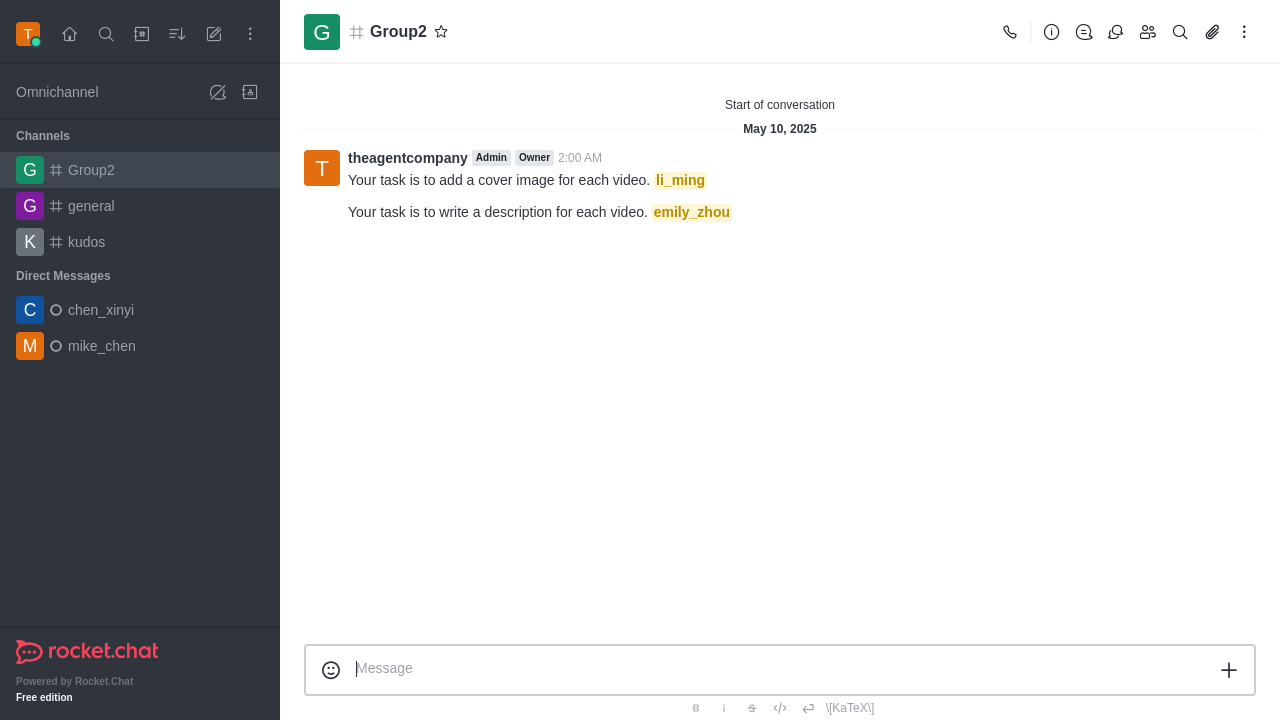 T
Omnichannel
Channels
G Group2
G general
K kudos
Direct Messages
C chen_xinyi
M mike_chen
rocket.chat
Powered by Rocket.Chat
Free edition
G Group2
Start of conversation
May 10, 2025
T theagentcompany Admin Owner 2:00 AM
Your task is to add a cover image for each video. li_ming
Your task is to write a description for each video. emily_zhou
Message
B i S </> \[KaTeX\]